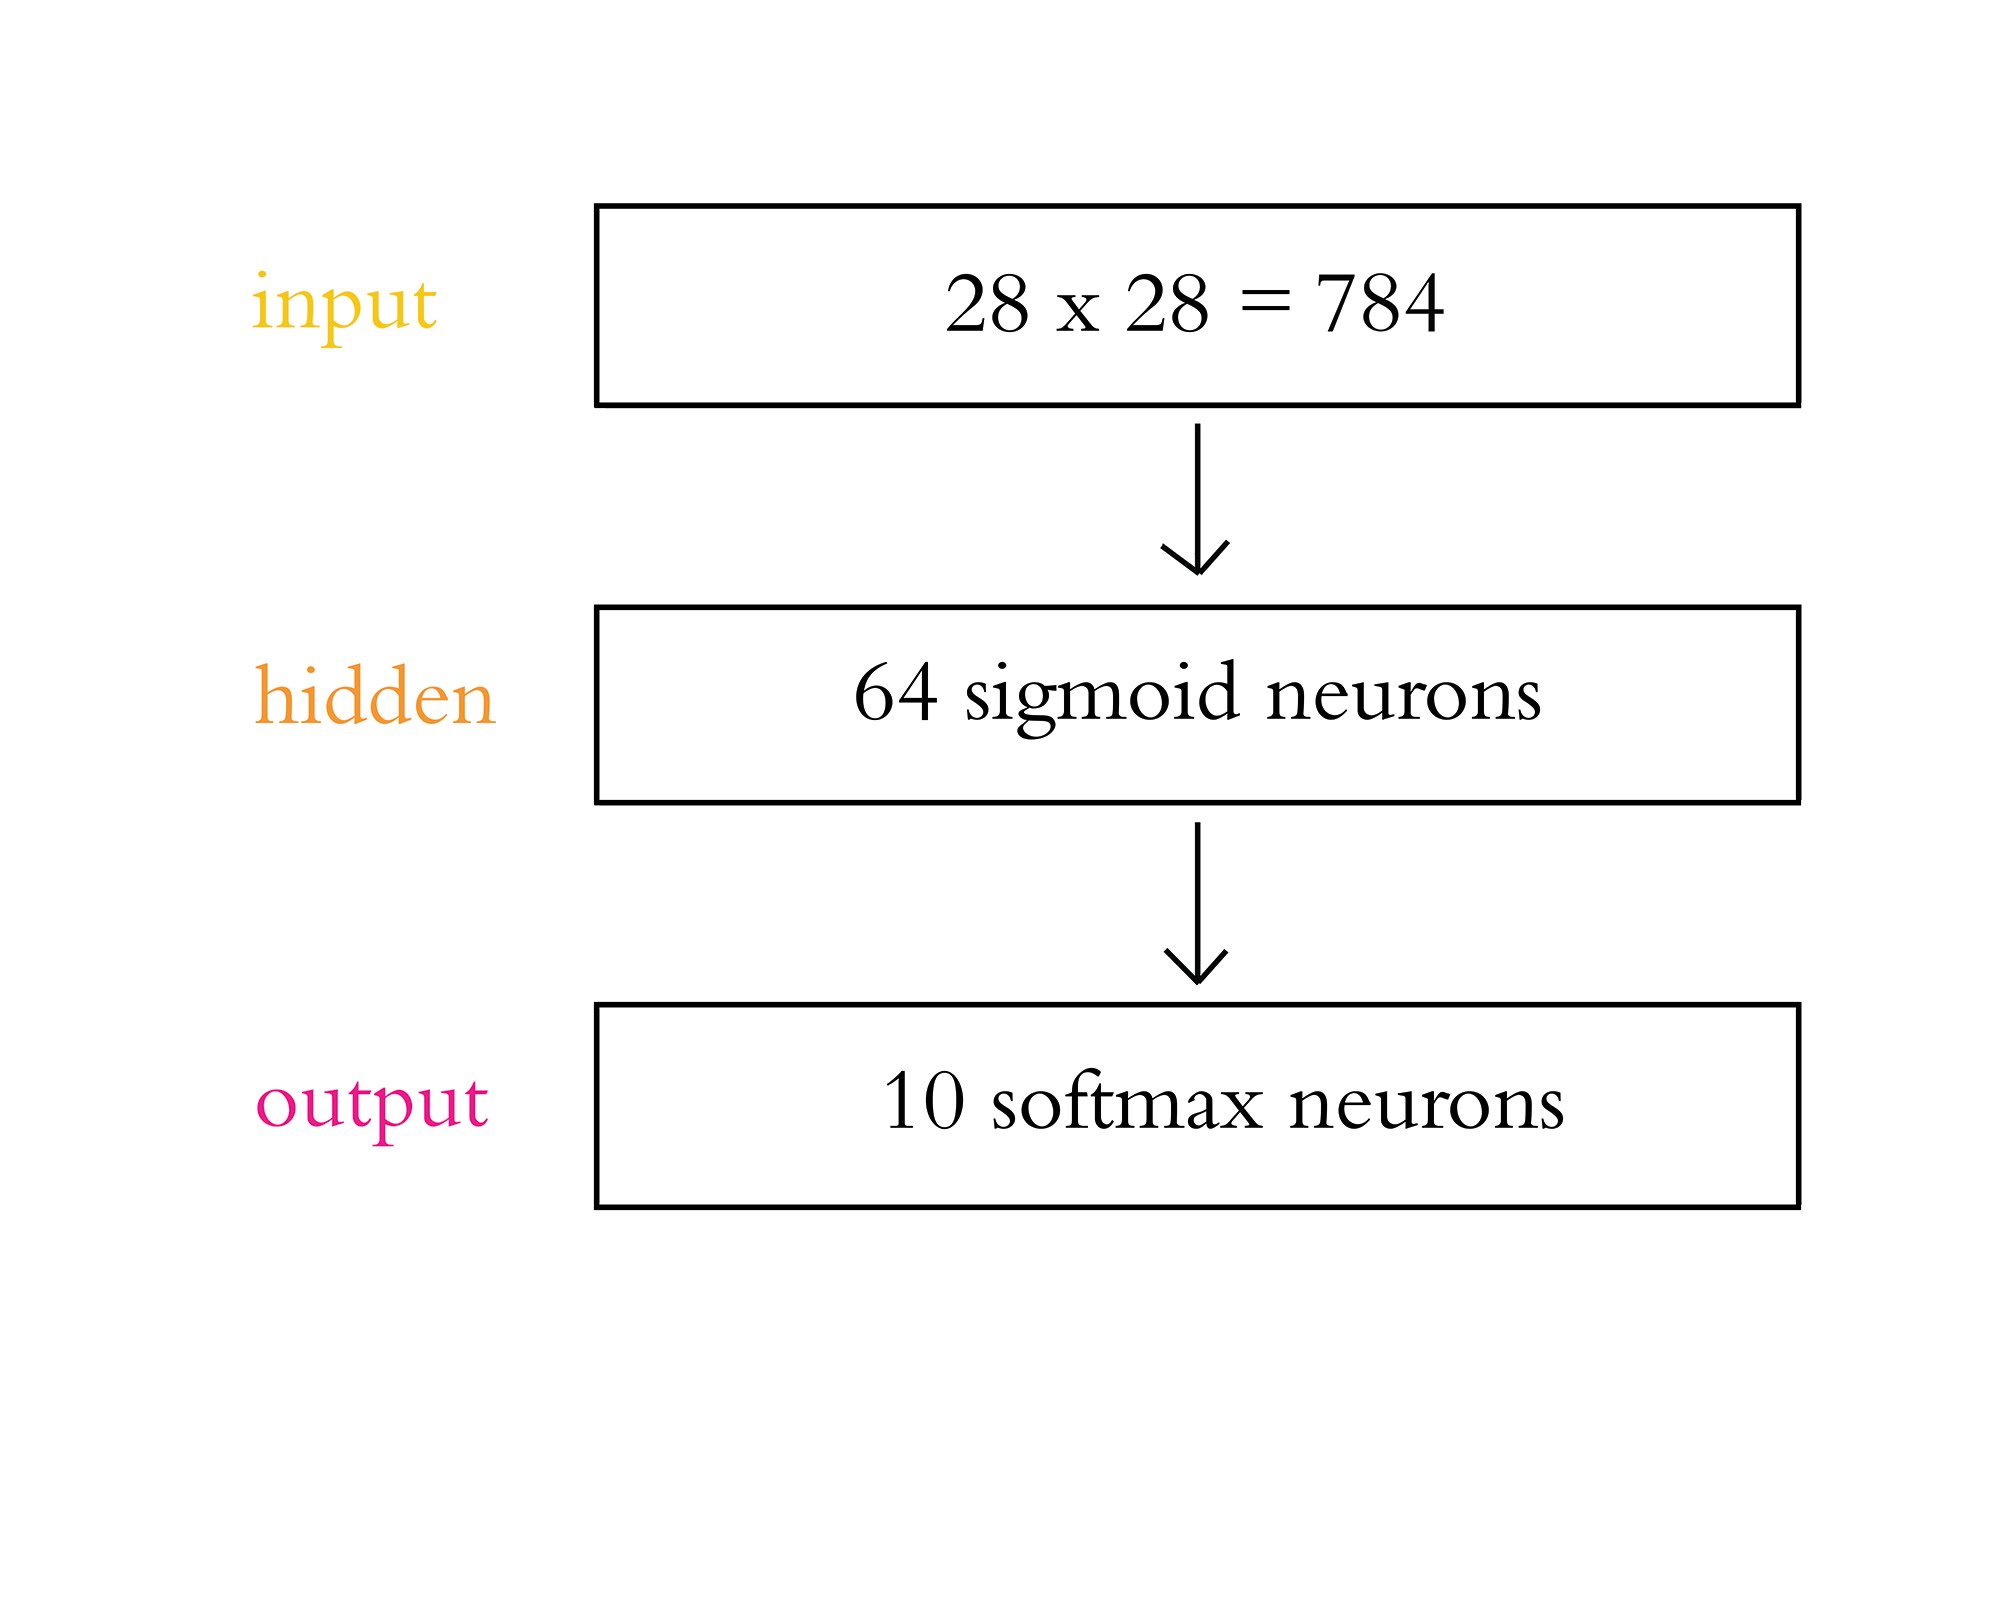 input
28 x 28 = 784
hidden
64 sigmoid neurons
output
10 softmax neurons